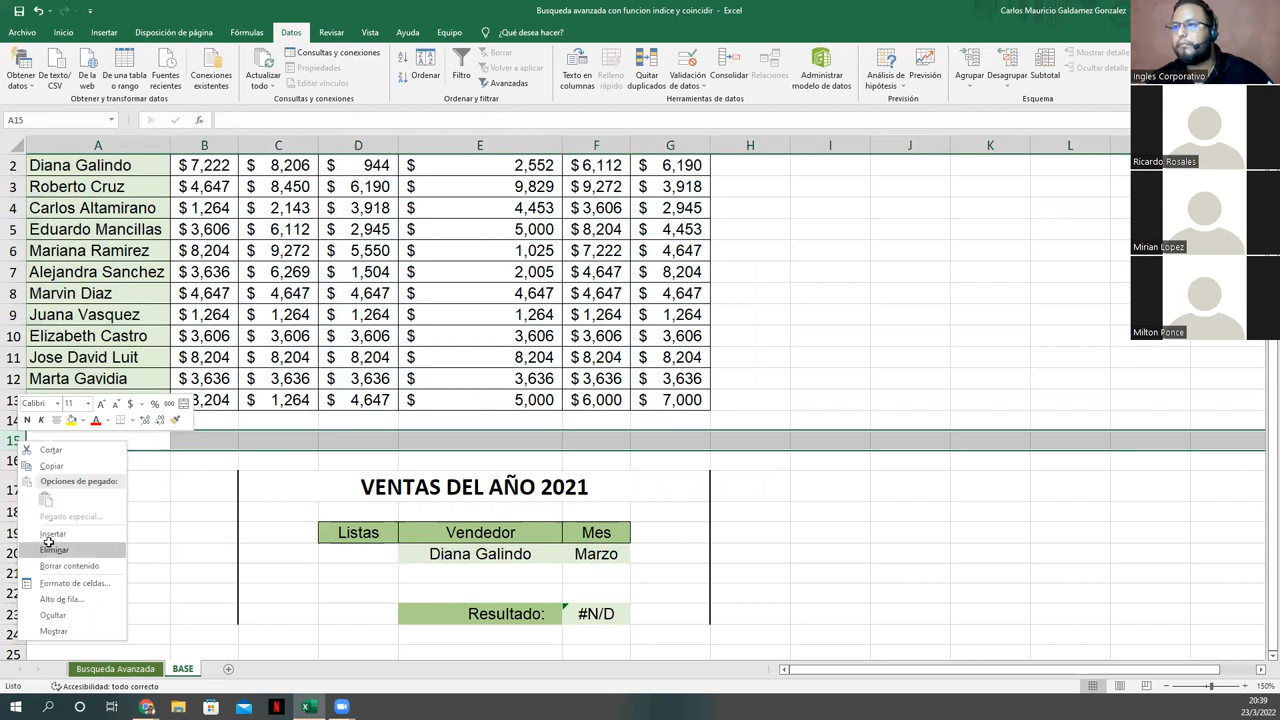 Busqueda avanzada con funcion indice y coincidir - Excel
Carlos Mauricio Galdamez Gonzalez
Archivo Inicio Insertar Disposición de página Fórmulas Datos Revisar Vista Ayuda Equipo ¿Qué desea hacer?
Obtener datos
De texto/CSV
De la web
De una tabla o rango
Fuentes recientes
Conexiones existentes
Obtener y transformar datos
Actualizar todo
Consultas y conexiones
Propiedades
Editar vínculos
Consultas y conexiones
Ordenar
Filtro
Borrar
Volver a aplicar
Avanzadas
Ordenar y filtrar
Texto en columnas
Relleno rápido
Quitar duplicados
Validación de datos
Consolidar
Relaciones
Administrar modelo de datos
Herramientas de datos
Análisis de hipótesis
Previsión
Previsión
Agrupar
Desagrupar
Subtotal
Mostrar detalle
Ocultar detalle
Esquema
Ingles Corporativo
Ricardo Rosales
Mirian Lopez
Milton Ponce
A15
fx
A B C D E F G H I J K L
2 Diana Galindo $ 7,222 $ 8,206 $ 944 $ 2,552 $ 6,112 $ 6,190
3 Roberto Cruz $ 4,647 $ 8,450 $ 6,190 $ 9,829 $ 9,272 $ 3,918
4 Carlos Altamirano $ 1,264 $ 2,143 $ 3,918 $ 4,453 $ 3,606 $ 2,945
5 Eduardo Mancillas $ 3,606 $ 6,112 $ 2,945 $ 5,000 $ 8,204 $ 4,453
6 Mariana Ramirez $ 8,204 $ 9,272 $ 5,550 $ 1,025 $ 7,222 $ 4,647
7 Alejandra Sanchez $ 3,636 $ 6,269 $ 1,504 $ 2,005 $ 4,647 $ 8,204
8 Marvin Diaz $ 4,647 $ 4,647 $ 4,647 $ 4,647 $ 4,647 $ 4,647
9 Juana Vasquez $ 1,264 $ 1,264 $ 1,264 $ 1,264 $ 1,264 $ 1,264
10 Elizabeth Castro $ 3,606 $ 3,606 $ 3,606 $ 3,606 $ 3,606 $ 3,606
11 Jose David Luit $ 8,204 $ 8,204 $ 8,204 $ 8,204 $ 8,204 $ 8,204
12 Marta Gavidia $ 3,636 $ 3,636 $ 3,636 $ 3,636 $ 3,636 $ 3,636
13 3,204 $ 1,264 $ 4,647 $ 5,000 $ 6,000 $ 7,000
Calibri 11 A A $ % 000
N K A
14
15
16
17 VENTAS DEL AÑO 2021
18
19 Listas Vendedor Mes
20 Diana Galindo Marzo
21
22
23 Resultado: #N/D
24
25
Cortar
Copiar
Opciones de pegado:
Pegado especial...
Insertar
Eliminar
Borrar contenido
Formato de celdas...
Alto de fila...
Ocultar
Mostrar
Busqueda Avanzada BASE
Listo Accesibilidad: todo correcto 150%
20:39
23/3/2022